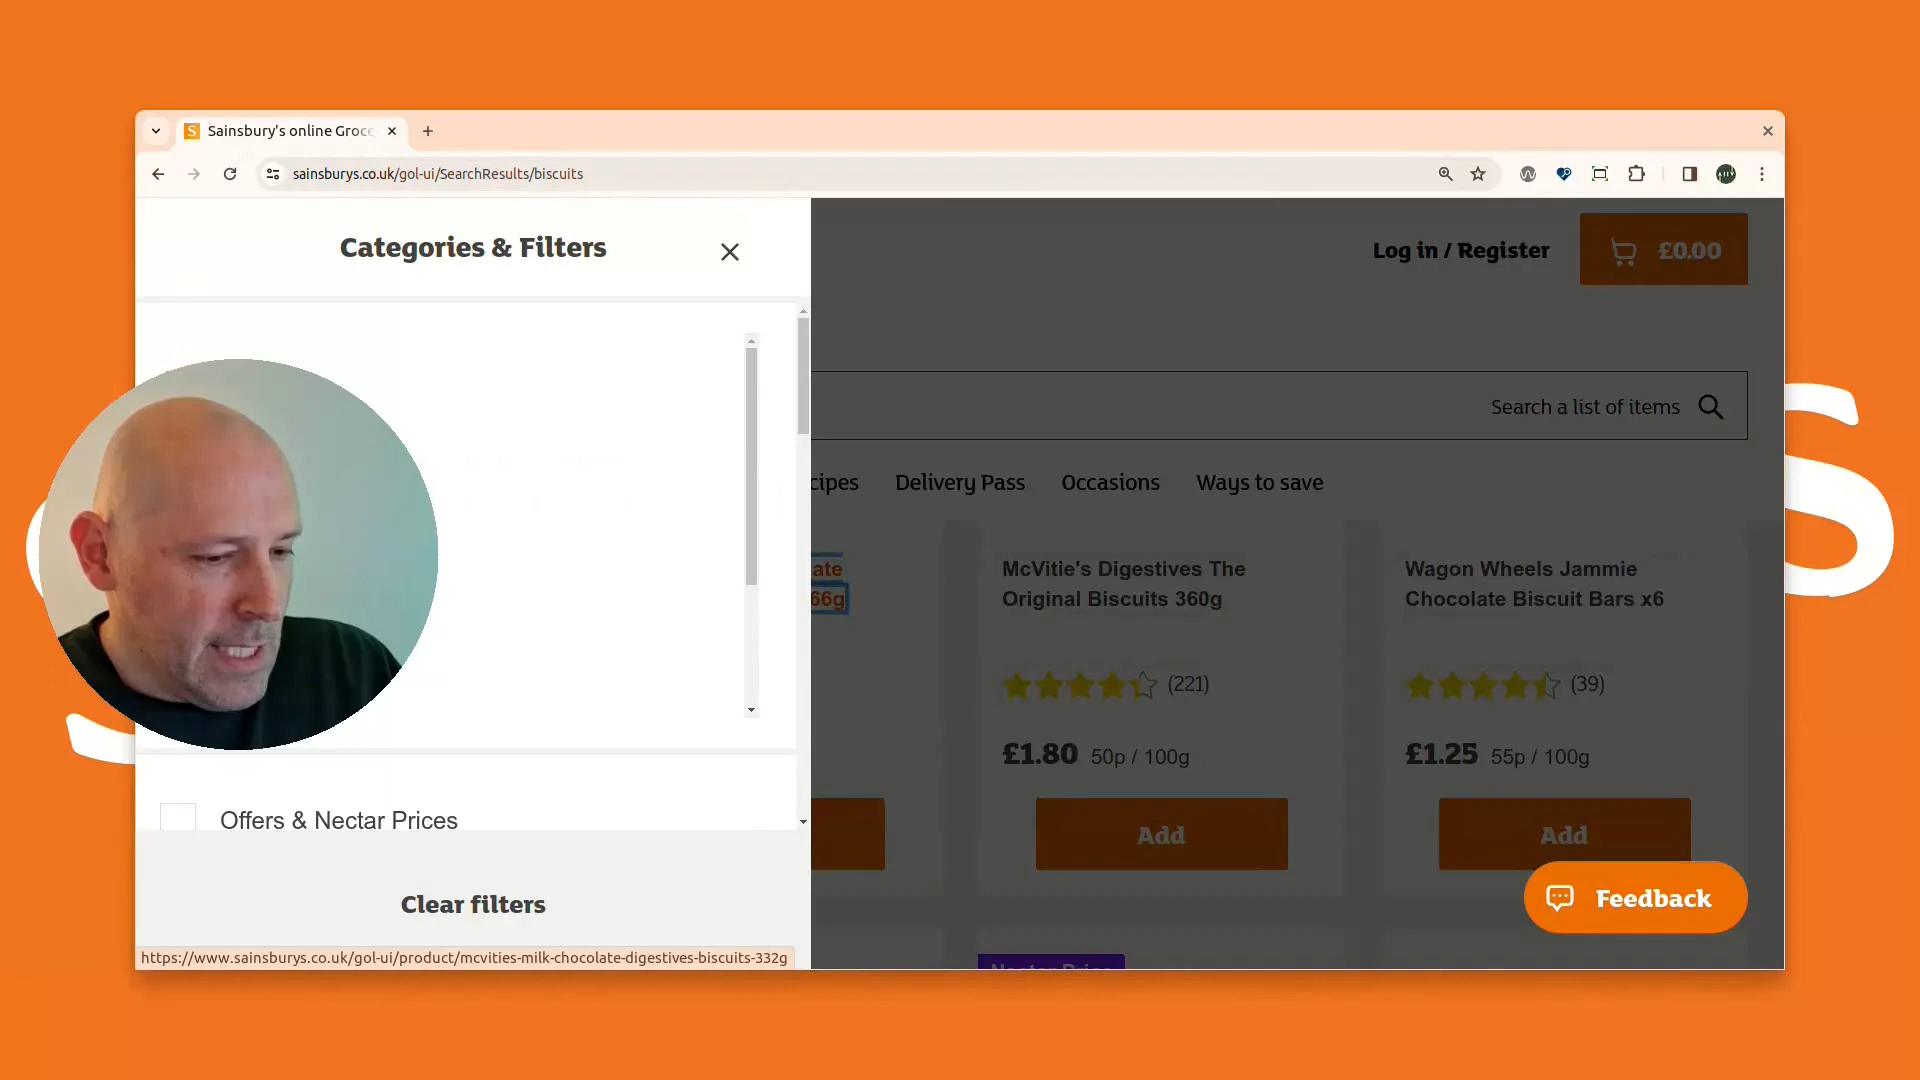 Sainsbury's online Groce
sainsburys.co.uk/gol-ui/SearchResults/biscuits
Categories & Filters
Log in / Register
£0.00
Search a list of items
cipes
Delivery Pass
Occasions
Ways to save
ate
66g
McVitie's Digestives The
Original Biscuits 360g
Wagon Wheels Jammie
Chocolate Biscuit Bars x6
(221)
(39)
£1.80 50p / 100g
£1.25 55p / 100g
Offers & Nectar Prices
Add
Add
Clear filters
Feedback
https://www.sainsburys.co.uk/gol-ui/product/mcvities-milk-chocolate-digestives-biscuits-332g
Nectar Price